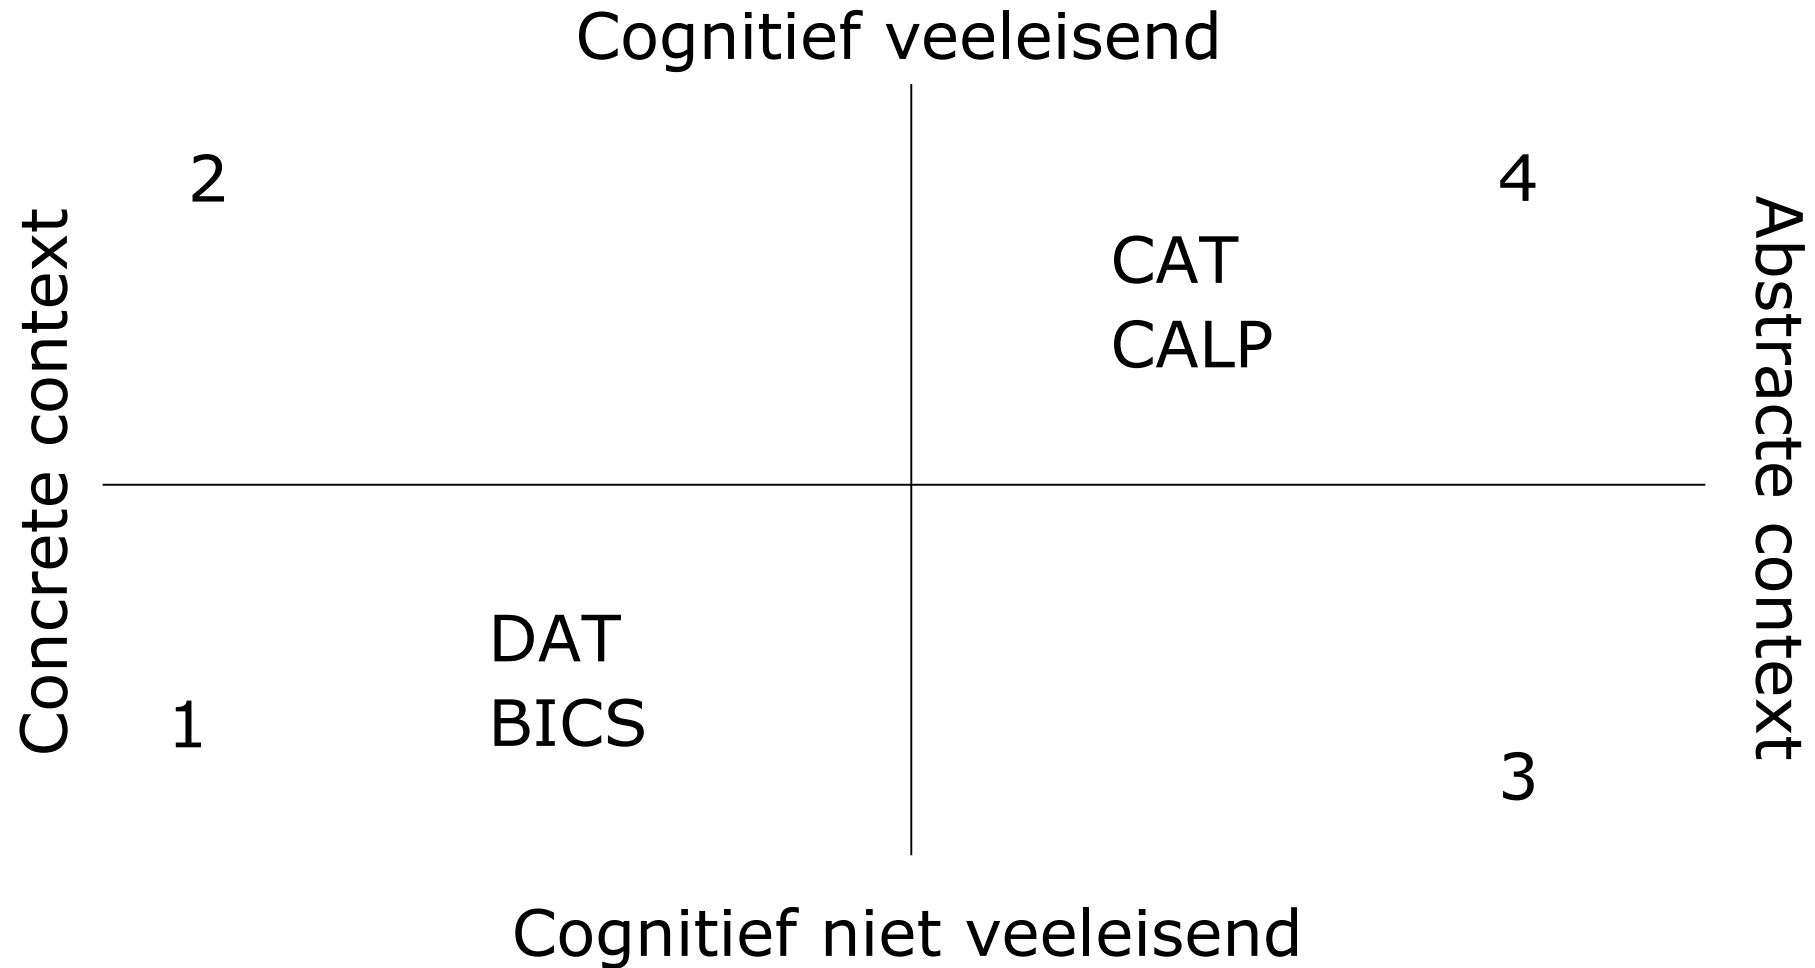 Cognitief veeleisend
2
4
Concrete context
Abstracte context
CAT
CALP
DAT
BICS
1
3
Cognitief niet veeleisend